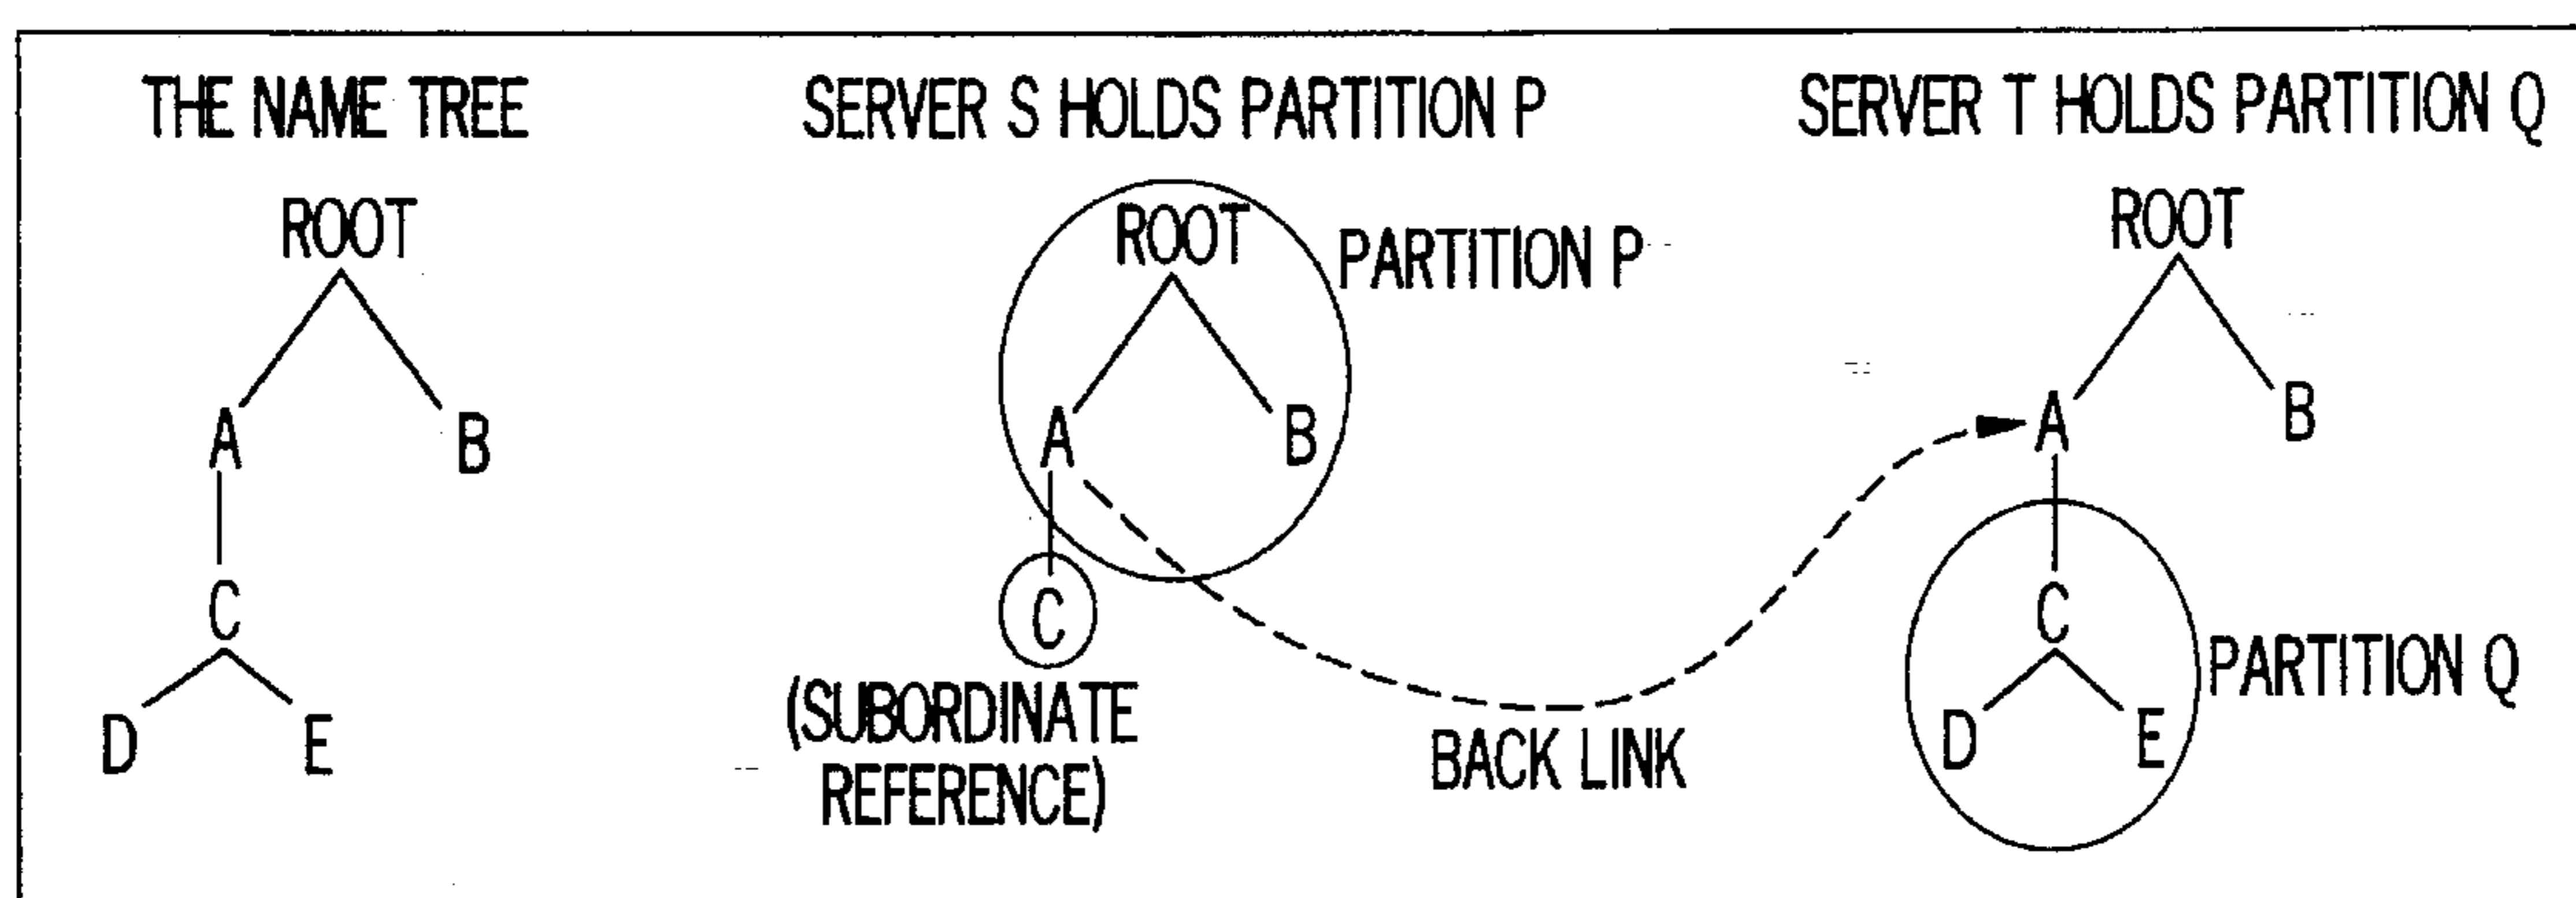 THE NAME TREE
ROOT
A
B
C
D
E
SERVER S HOLDS PARTITION P
ROOT
PARTITION P
A
B
C
(SUBORDINATE
REFERENCE)
BACK LINK
SERVER T HOLDS PARTITION Q
ROOT
A
B
C
D
E
PARTITION Q